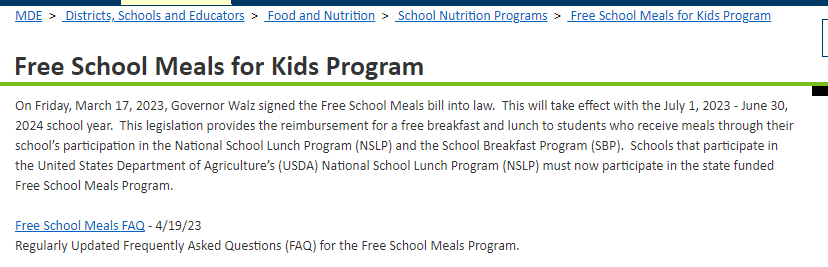 MDE > Districts, Schools and Educators > Food and Nutrition > School Nutrition Programs > Free School Meals for Kids Program
Free School Meals for Kids Program
On Friday, March 17, 2023, Governor Walz signed the Free School Meals bill into law. This will take effect with the July 1, 2023 - June 30,
2024 school year. This legislation provides the reimbursement for a free breakfast and lunch to students who receive meals through their
school's participation in the National School Lunch Program (NSLP) and the School Breakfast Program (SBP). Schools that participate in
the United States Department of Agriculture's (USDA) National School Lunch Program (NSLP) must now participate in the state funded
Free School Meals Program.
Free School Meals FAQ - 4/19/23
Regularly Updated Frequently Asked Questions (FAQ) for the Free School Meals Program.